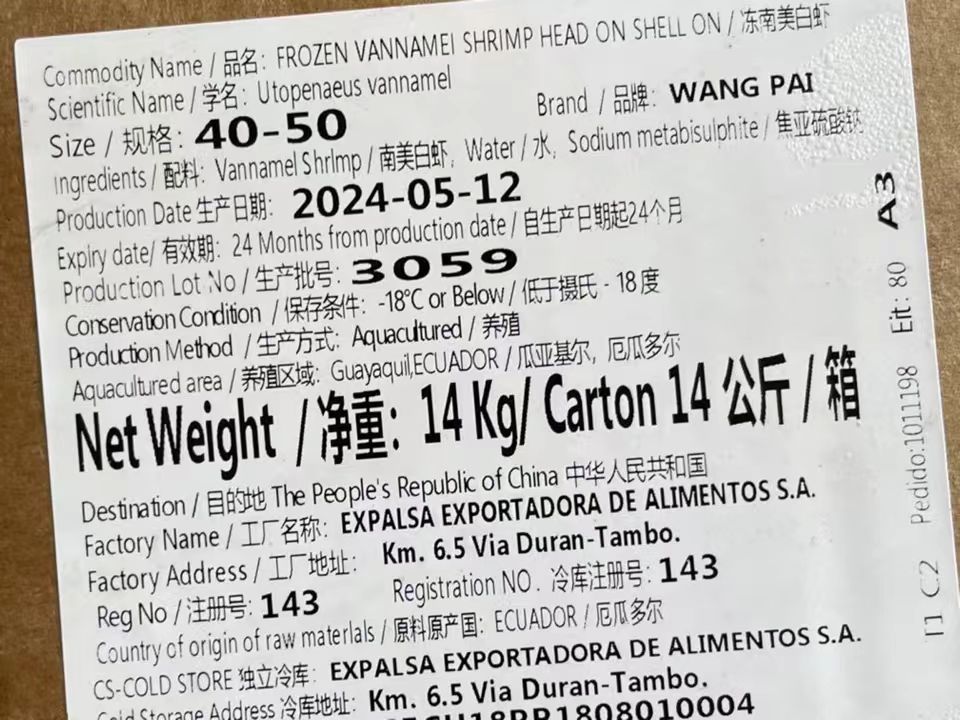 Commodity Name / 品名: FROZEN VANNAMEI SHRIMP HEAD ON SHELL ON / 冻南美白虾
Scientific Name / 学名: Utopenaeus vannamel
Brand / 品牌: WANG PAI
Size / 规格: 40-50
Ingredients / 配料: Vannamel Shrlmp / 南美白虾, Water / 水, Sodium metabisulphite / 焦亚硫酸钠
Production Date 生产日期: 2024-05-12
Explry date/ 有效期: 24 Months from production date / 自生产日期起24个月
Production Lot No / 生产批号: 3059
Conservation Condition / 保存条件: -18°C or Below / 低于摄氏 - 18 度
Production Method / 生产方式: Aquacultured / 养殖
Aquacultured area / 养殖区域: Guayaquil,ECUADOR / 瓜亚基尔, 厄瓜多尔
Net Weight / 净重: 14 Kg/ Carton 14 公斤 / 箱
Destination / 目的地 The People's Republic of China 中华人民共和国
Factory Name / 工厂名称: EXPALSA EXPORTADORA DE ALIMENTOS S.A.
Factory Address / 工厂地址: Km. 6.5 Via Duran-Tambo.
Reg No / 注册号: 143 Registration NO. 冷库注册号: 143
Country of origin of raw materlals / 原料原产国: ECUADOR / 厄瓜多尔
CS-COLD STORE 独立冷库: EXPALSA EXPORTADORA DE ALIMENTOS S.A.
Cold Storage Address 冷库地址: Km. 6.5 Via Duran-Tambo.
1808010004
A3
Eit: 80
Pedido:1011198
C2